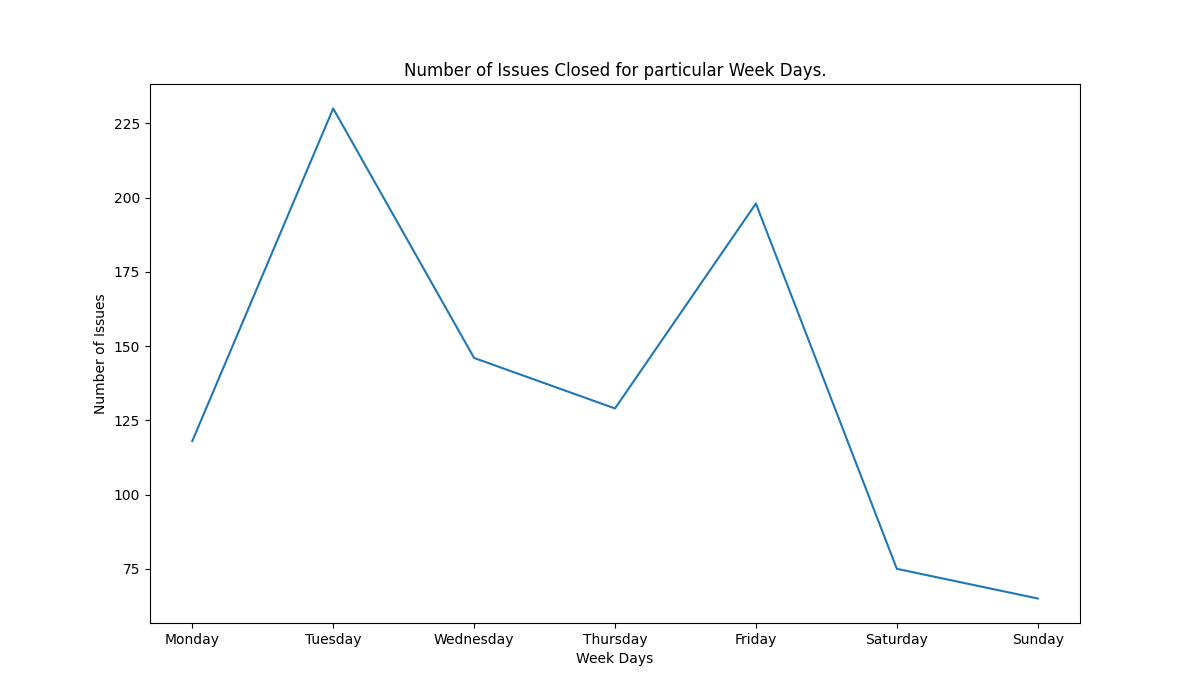 Number of Issues Closed for particular Week Days.
225
200
175
150
125
100
75
Number of Issues
Monday Tuesday Wednesday Thursday Friday Saturday Sunday
Week Days